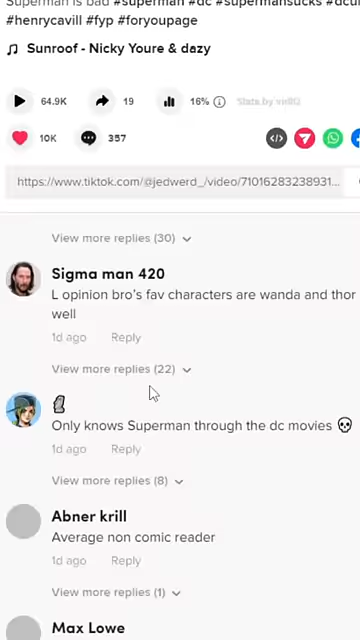 Superman is bad #superman #dc #supermansucks #dcu
#henrycavill #fyp #foryoupage
Sunroof - Nicky Youre & dazy
64.9K 19 16% Stats by vidIQ
10K 357
https://www.tiktok.com/@jedwerd_/video/71016283238931...
View more replies (30)
Sigma man 420
L opinion bro's fav characters are wanda and thor
well
1d ago Reply
View more replies (22)
🗿
Only knows Superman through the dc movies 💀
1d ago Reply
View more replies (8)
Abner krill
Average non comic reader
1d ago Reply
View more replies (1)
Max Lowe